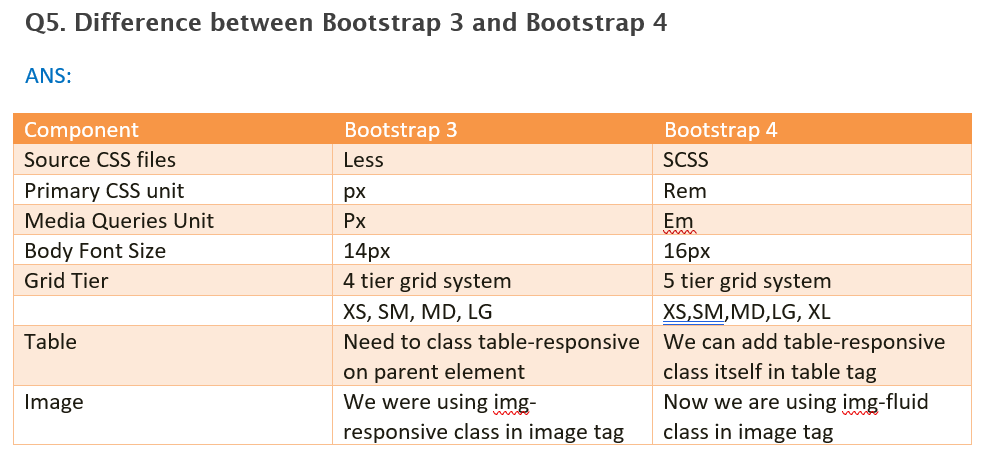 Q5. Difference between Bootstrap 3 and Bootstrap 4
ANS:
Component Bootstrap 3 Bootstrap 4
Source CSS files Less SCSS
Primary CSS unit px Rem
Media Queries Unit Px Em
Body Font Size 14px 16px
Grid Tier 4 tier grid system 5 tier grid system
XS, SM, MD, LG XS,SM,MD,LG, XL
Table Need to class table-responsive We can add table-responsive
on parent element class itself in table tag
Image We were using img- Now we are using img-fluid
responsive class in image tag class in image tag